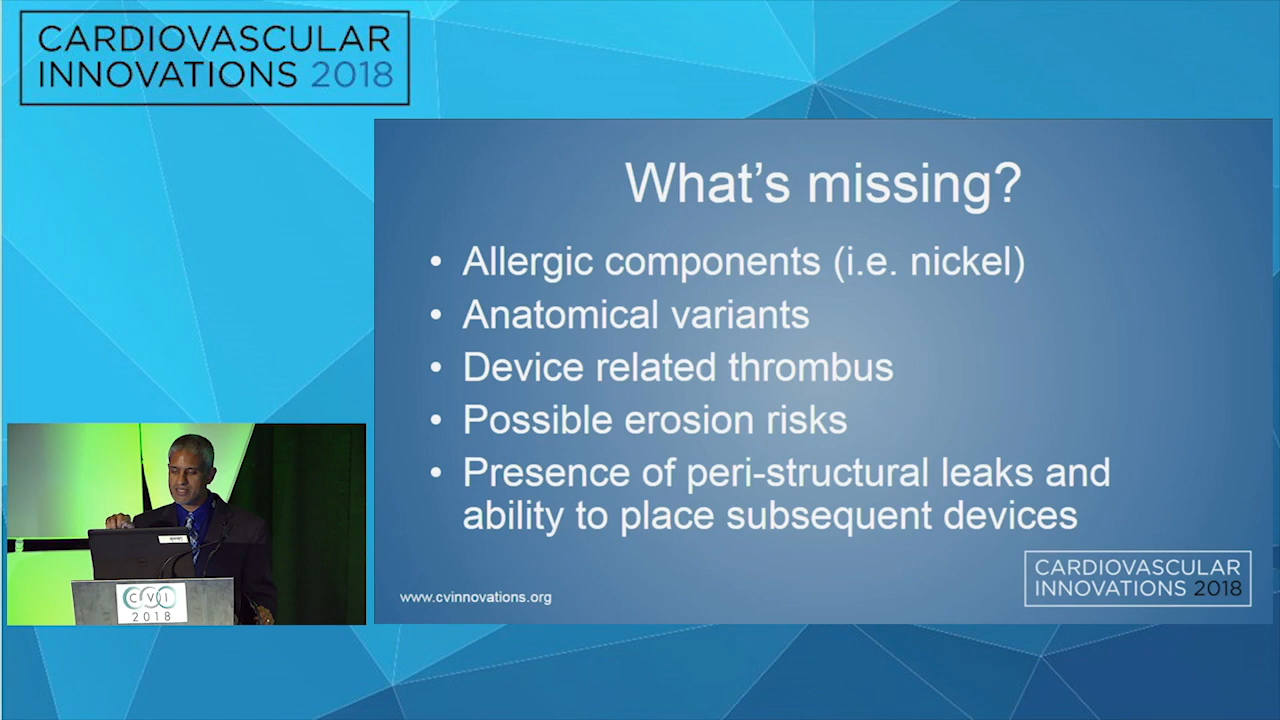 CARDIOVASCULAR
INNOVATIONS 2018
What's missing?
• Allergic components (i.e. nickel)
• Anatomical variants
• Device related thrombus
• Possible erosion risks
• Presence of peri-structural leaks and
ability to place subsequent devices
www.cvinnovations.org
CARDIOVASCULAR
INNOVATIONS 2018
CVI
2018